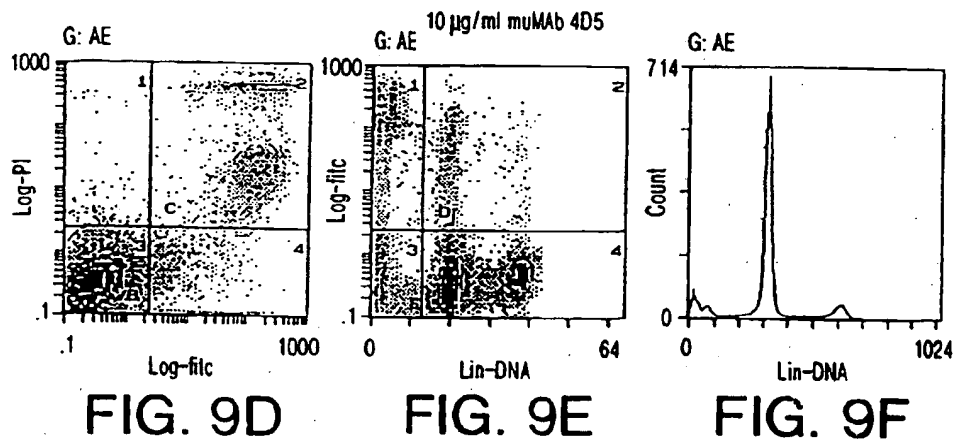 10 µg/ml muMAb 4D5
G: AE
1000
1
2
Log-PI
C
4
.1
.1
1000
Log-fitc
FIG. 9D
G: AE
1000
1
2
Log-fitc
D
3
4
.1
0
64
Lin-DNA
FIG. 9E
G: AE
714
Count
0
0
1024
Lin-DNA
FIG. 9F